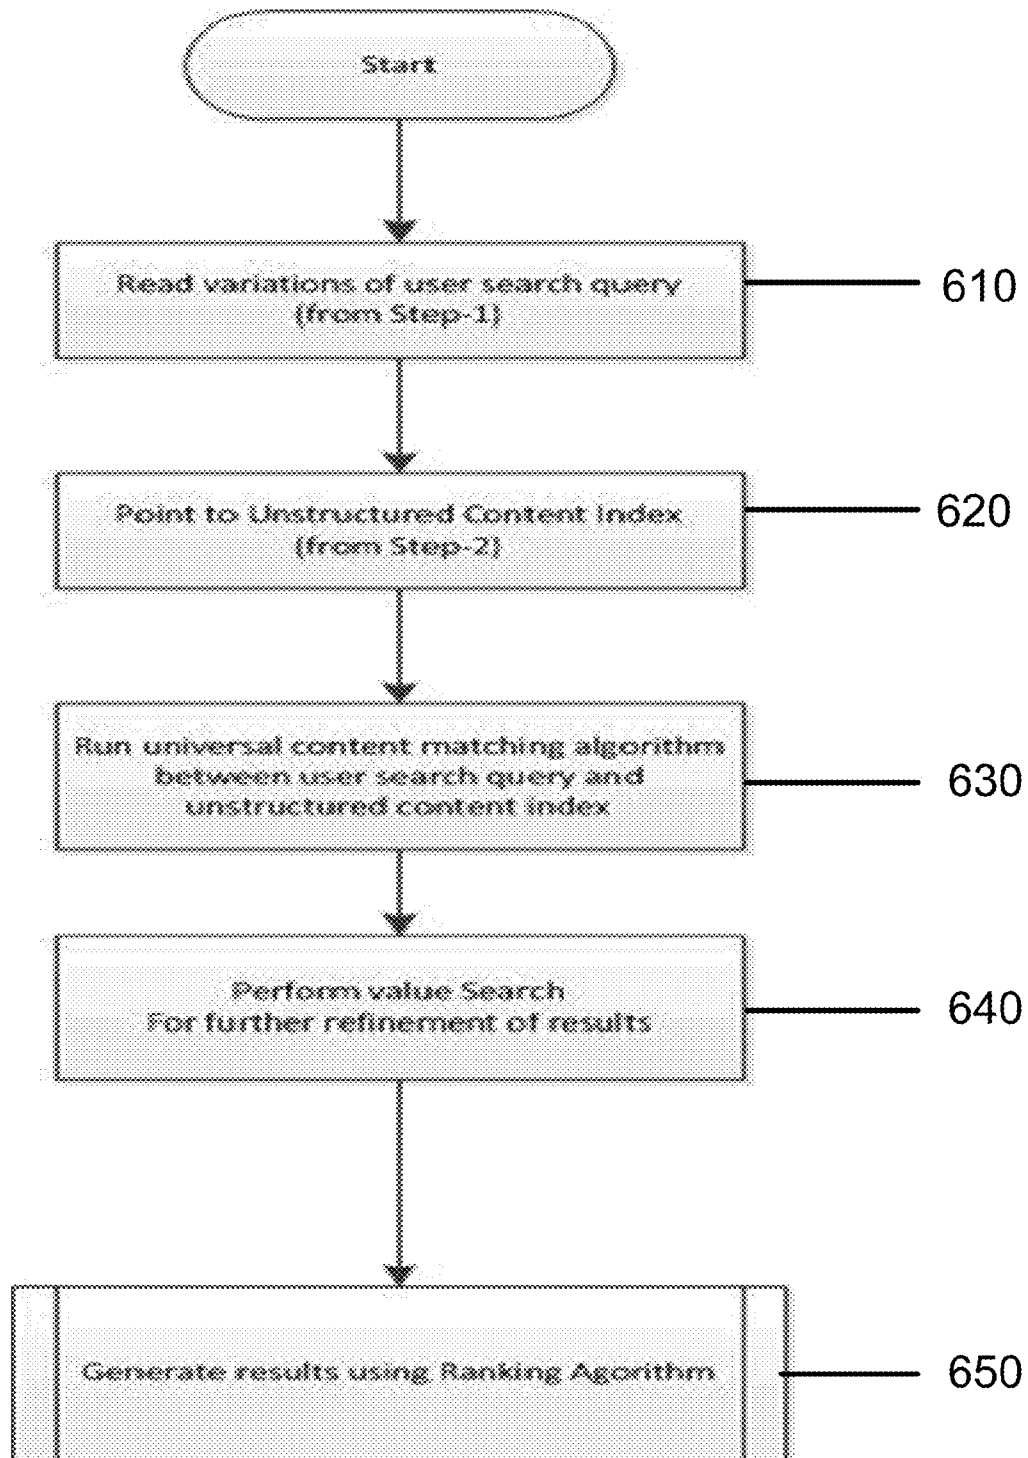 Start
Read variations of user search query
(from Step-1)
610
Point to Unstructured Content Index
(from Step-2)
620
Run universal content matching algorithm
between user search query and
unstructured content index
630
Perform value Search
For further refinement of results
640
Generate results using Ranking Agorithm
650